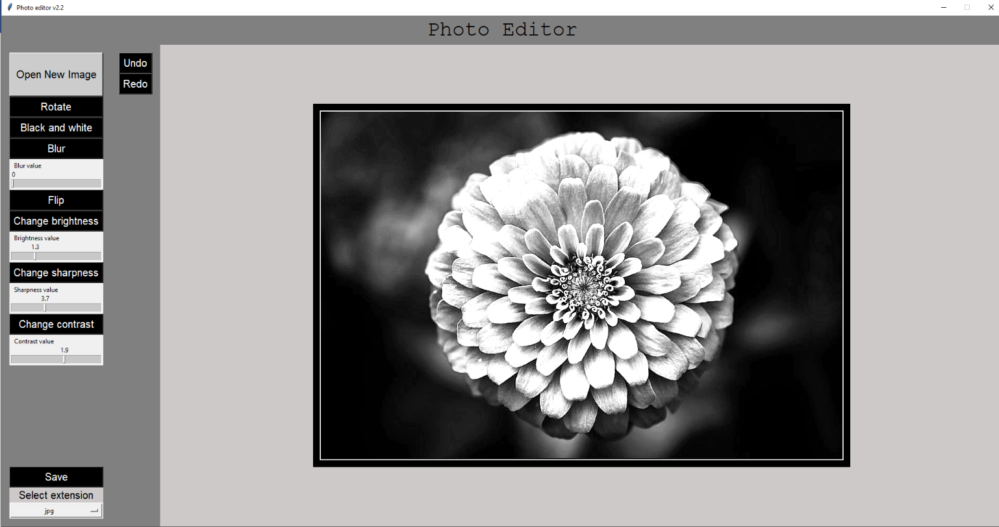 Photo editor v2.2
Photo Editor
Open New Image
Undo
Redo
Rotate
Black and white
Blur
Blur value
0
Flip
Change brightness
Brightness value
1.3
Change sharpness
Sharpness value
3.7
Change contrast
Contrast value
1.9
Save
Select extension
jpg